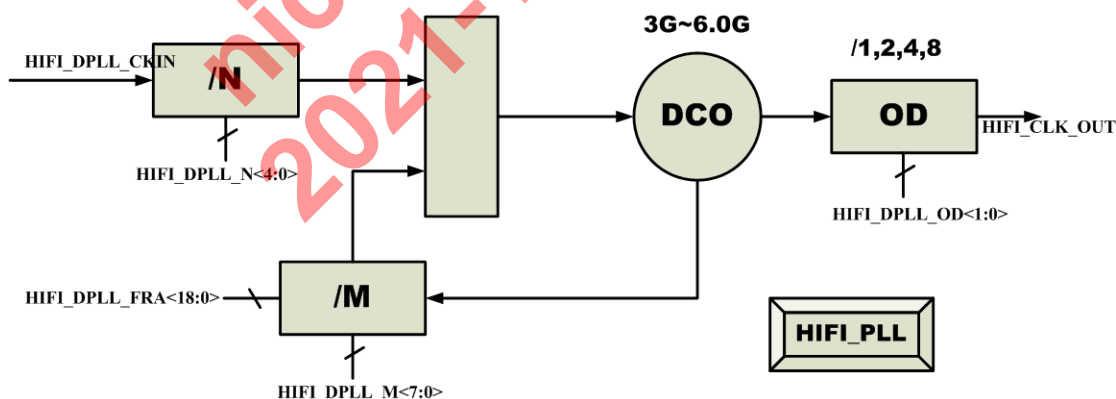 3G~6.0G
/1,2,4,8
HIFI_DPLL_CKIN
/N
DCO
OD
HIFI_CLK_OUT
HIFI_DPLL_N<4:0>
HIFI_DPLL_OD<1:0>
HIFI_DPLL_FRA<18:0>
/M
HIFI_PLL
HIFI_DPLL_M<7:0>